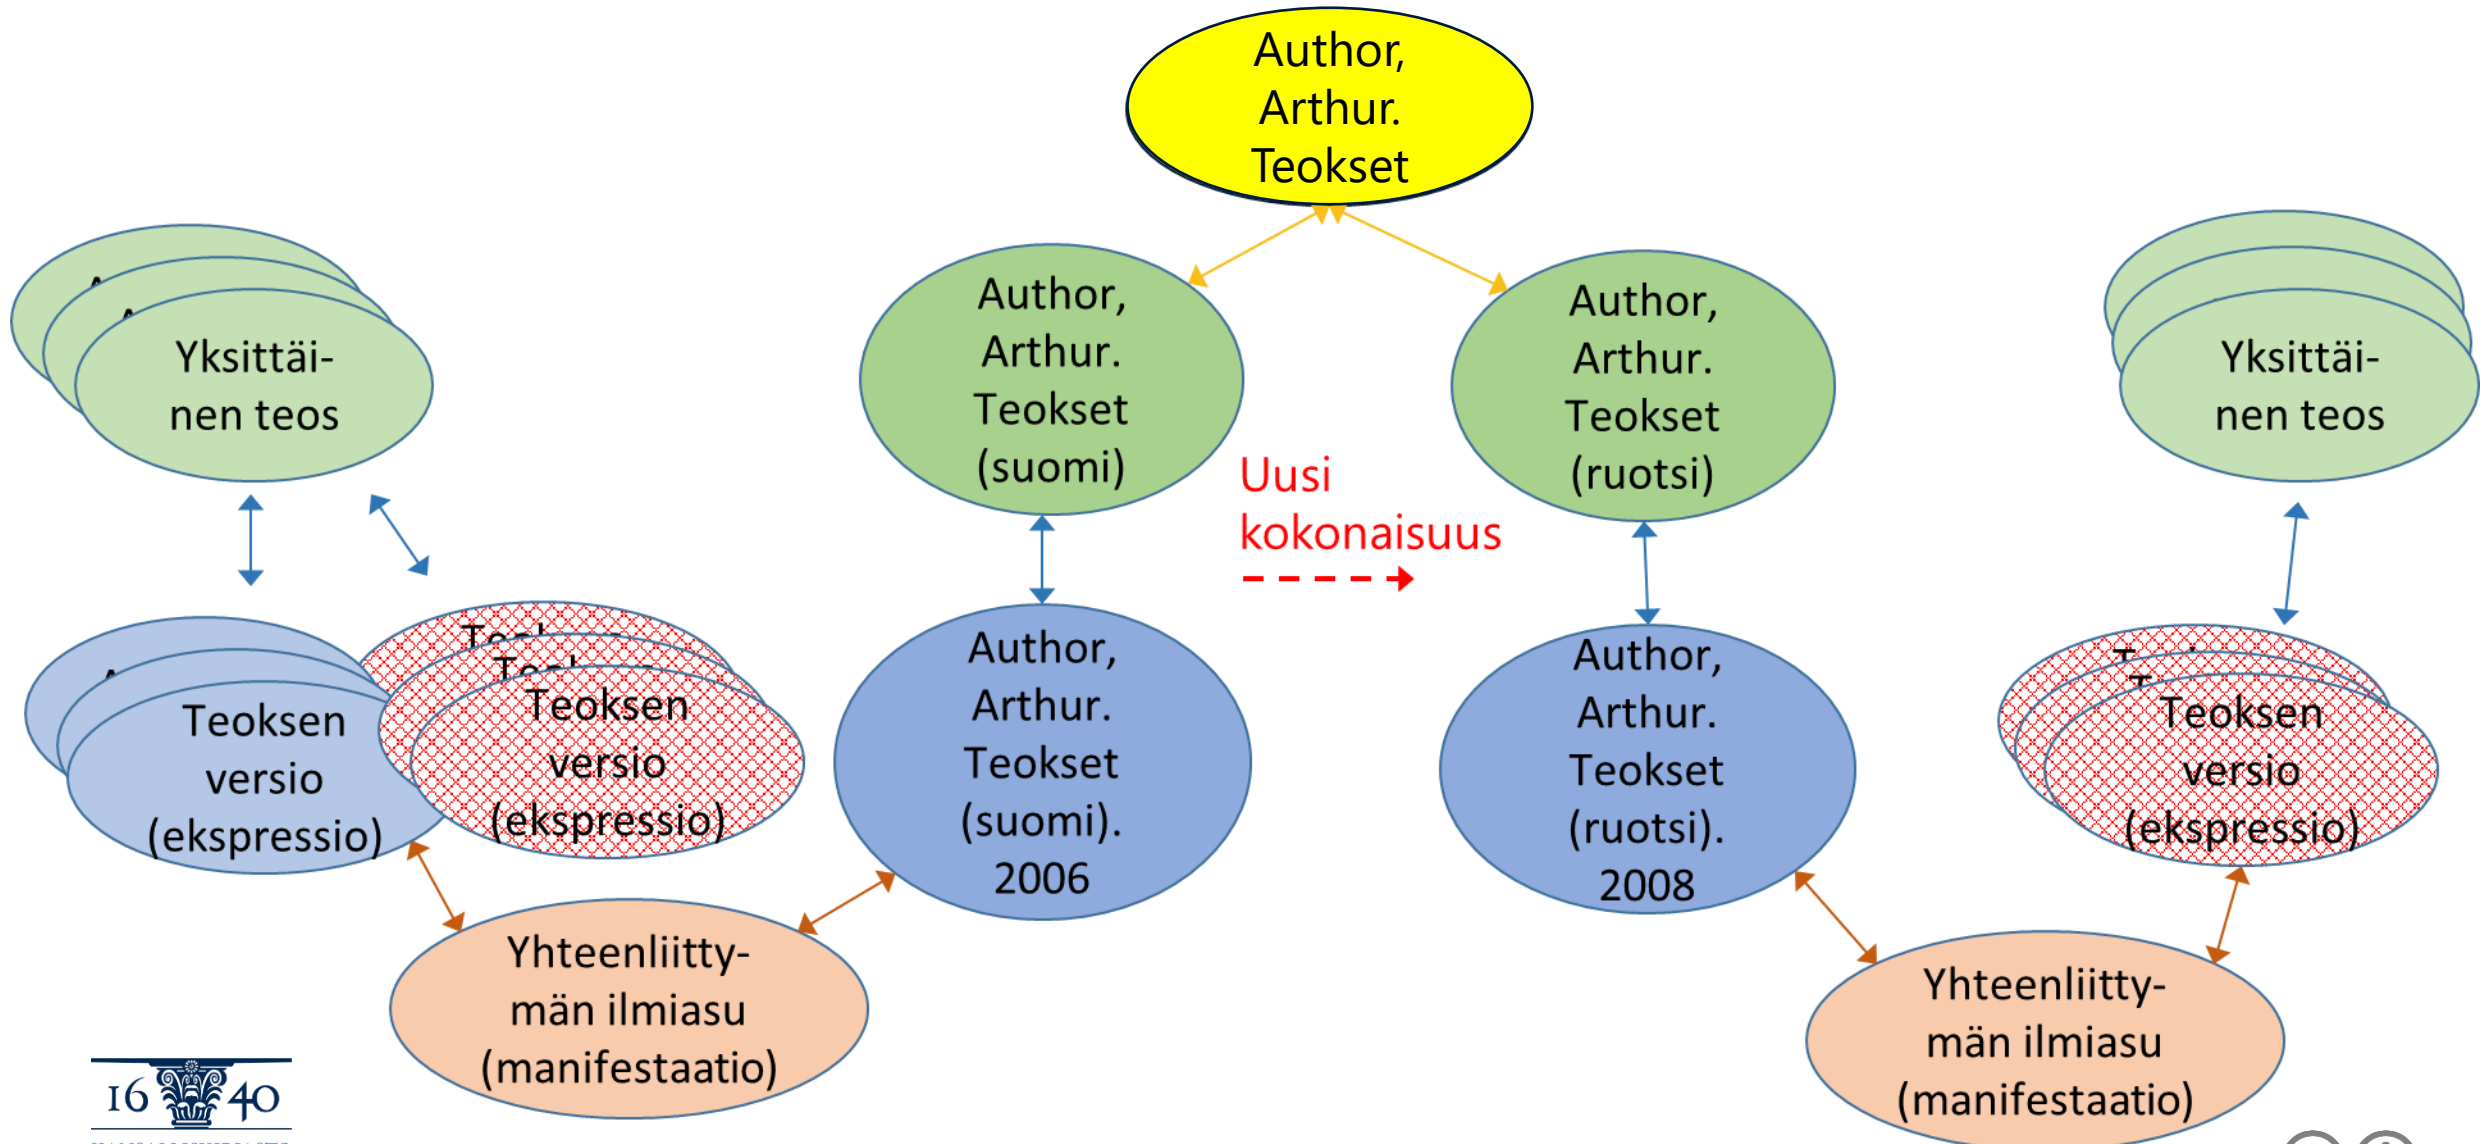 Author,
Arthur.
Teokset
Yksittäi-
nen teos
Author,
Arthur.
Teokset
(suomi)
Author,
Arthur.
Teokset
(ruotsi)
Yksittäi-
nen teos
Uusi
kokonaisuus
Teoksen
versio
(ekspressio)
Teoksen
versio
(ekspressio)
Author,
Arthur.
Teokset
(suomi).
2006
Author,
Arthur.
Teokset
(ruotsi).
2008
Teoksen
versio
(ekspressio)
Yhteenliitty-
män ilmiasu
(manifestaatio)
Yhteenliitty-
män ilmiasu
(manifestaatio)
1640